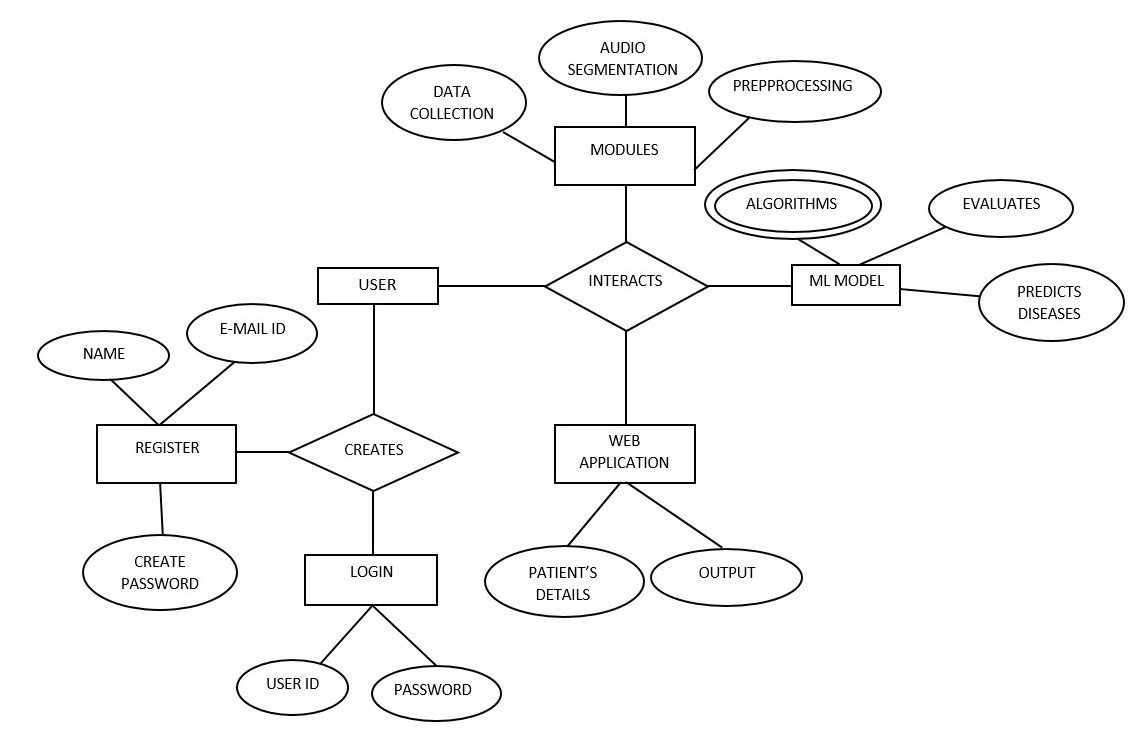 AUDIO
SEGMENTATION
DATA
COLLECTION
PREPPROCESSING
MODULES
ALGORITHMS
EVALUATES
USER
INTERACTS
ML MODEL
PREDICTS
DISEASES
E-MAIL ID
NAME
REGISTER
CREATES
WEB
APPLICATION
CREATE
PASSWORD
LOGIN
PATIENT’S
DETAILS
OUTPUT
USER ID
PASSWORD